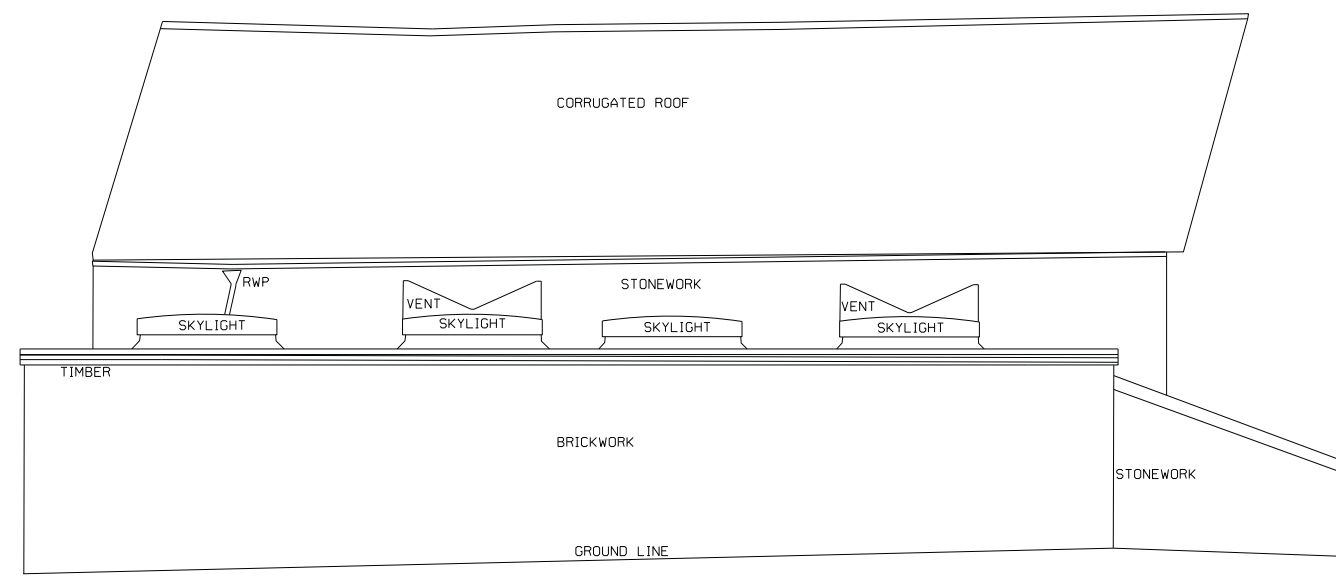 CORRUGATED ROOF
RWP
STONEWORK
VENT
VENT
SKYLIGHT
SKYLIGHT
SKYLIGHT
SKYLIGHT
TIMBER
BRICKWORK
STONEWORK
GROUND LINE